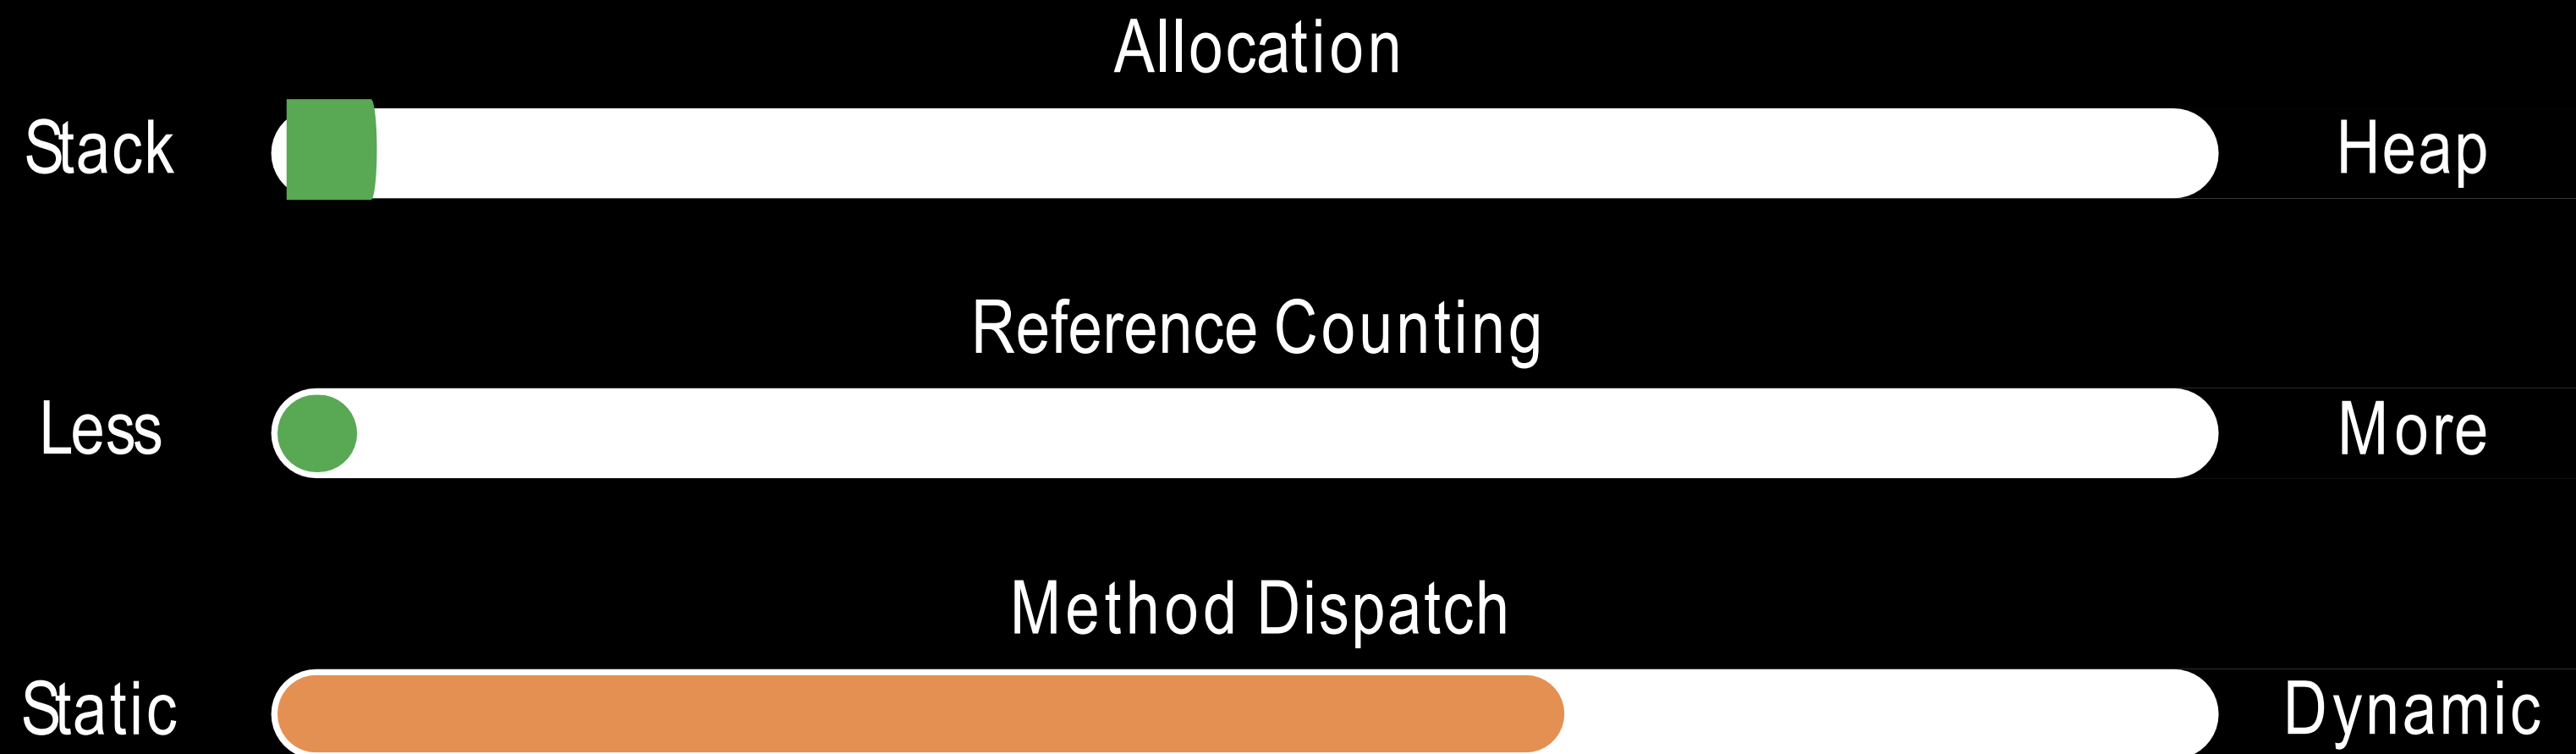 Allocation
Stack Heap
Reference Counting
Less More
Method Dispatch
Static Dynamic